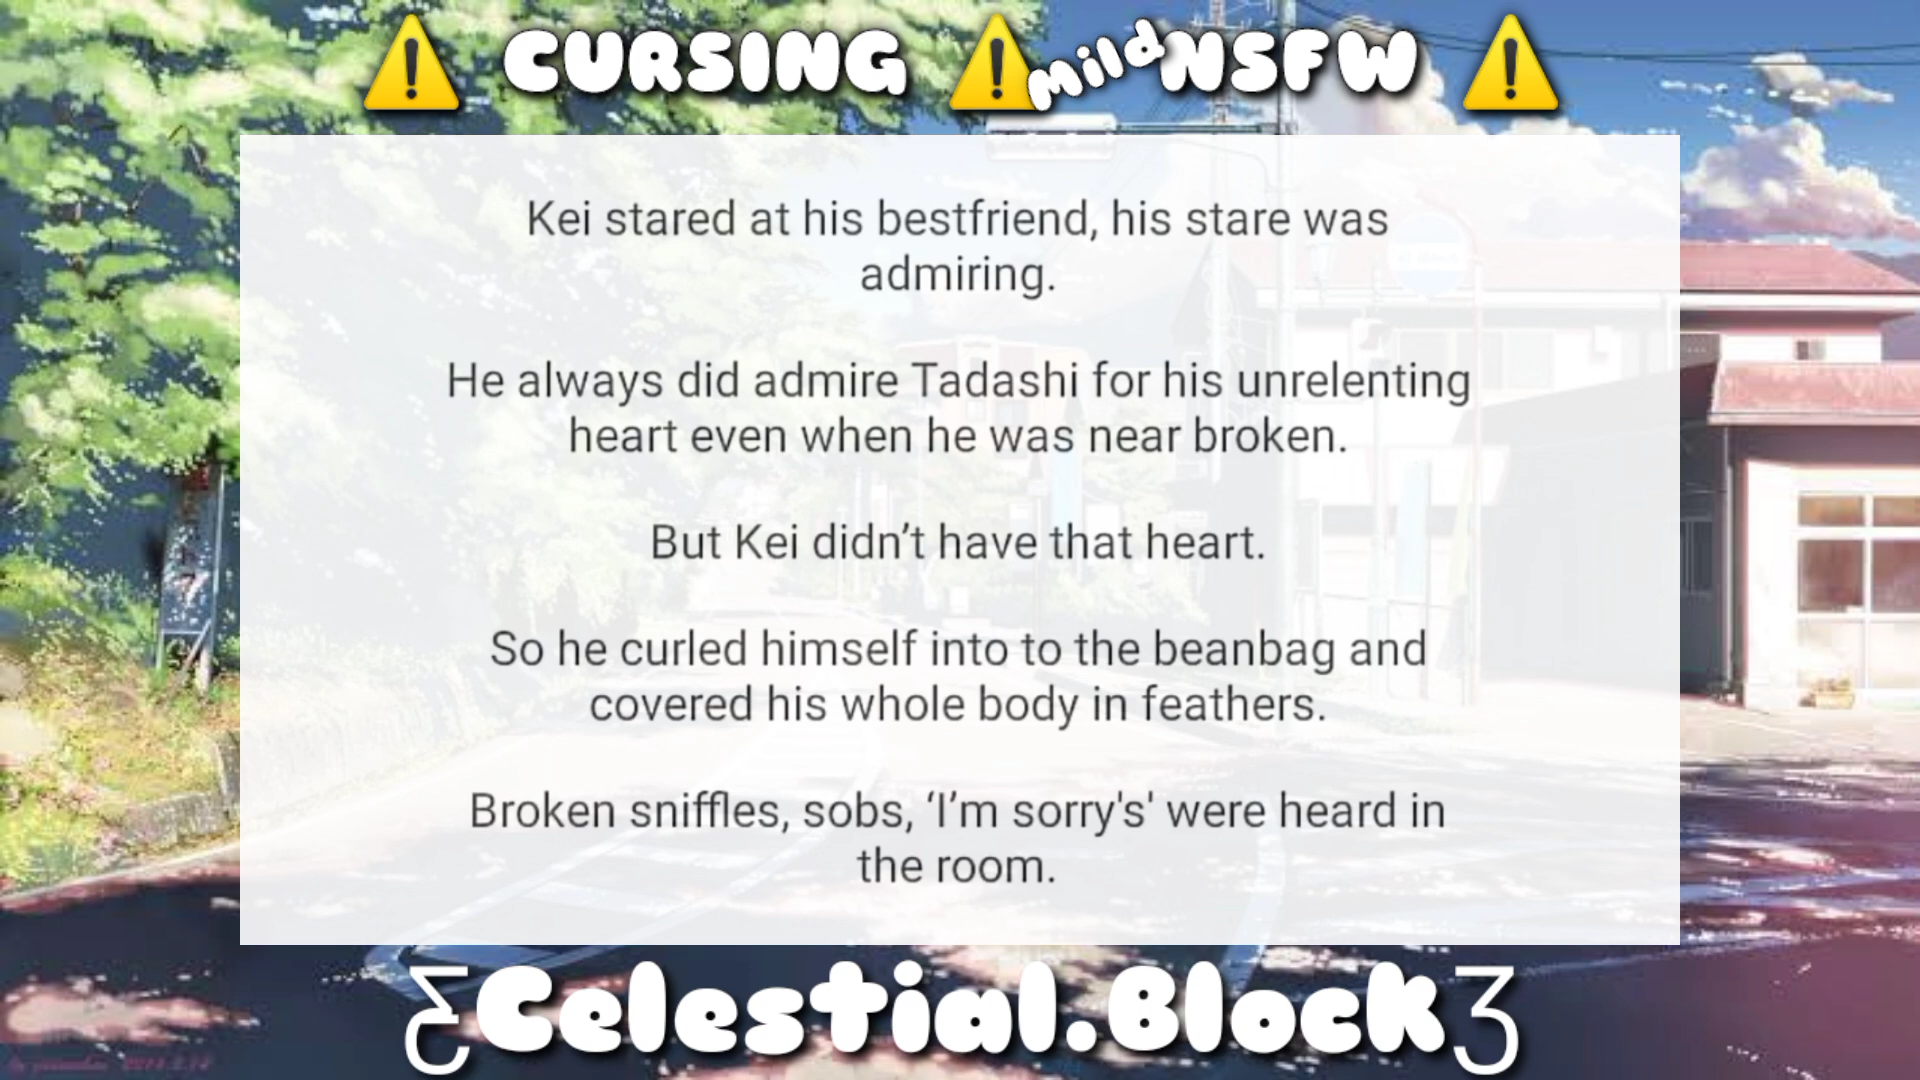 ⚠️ CURSING ⚠️ Mild NSFW ⚠️
Kei stared at his bestfriend, his stare was
admiring.
He always did admire Tadashi for his unrelenting
heart even when he was near broken.
But Kei didn’t have that heart.
So he curled himself into to the beanbag and
covered his whole body in feathers.
Broken sniffles, sobs, ‘I’m sorry's' were heard in
the room.
ƸCelestial.BlockƷ